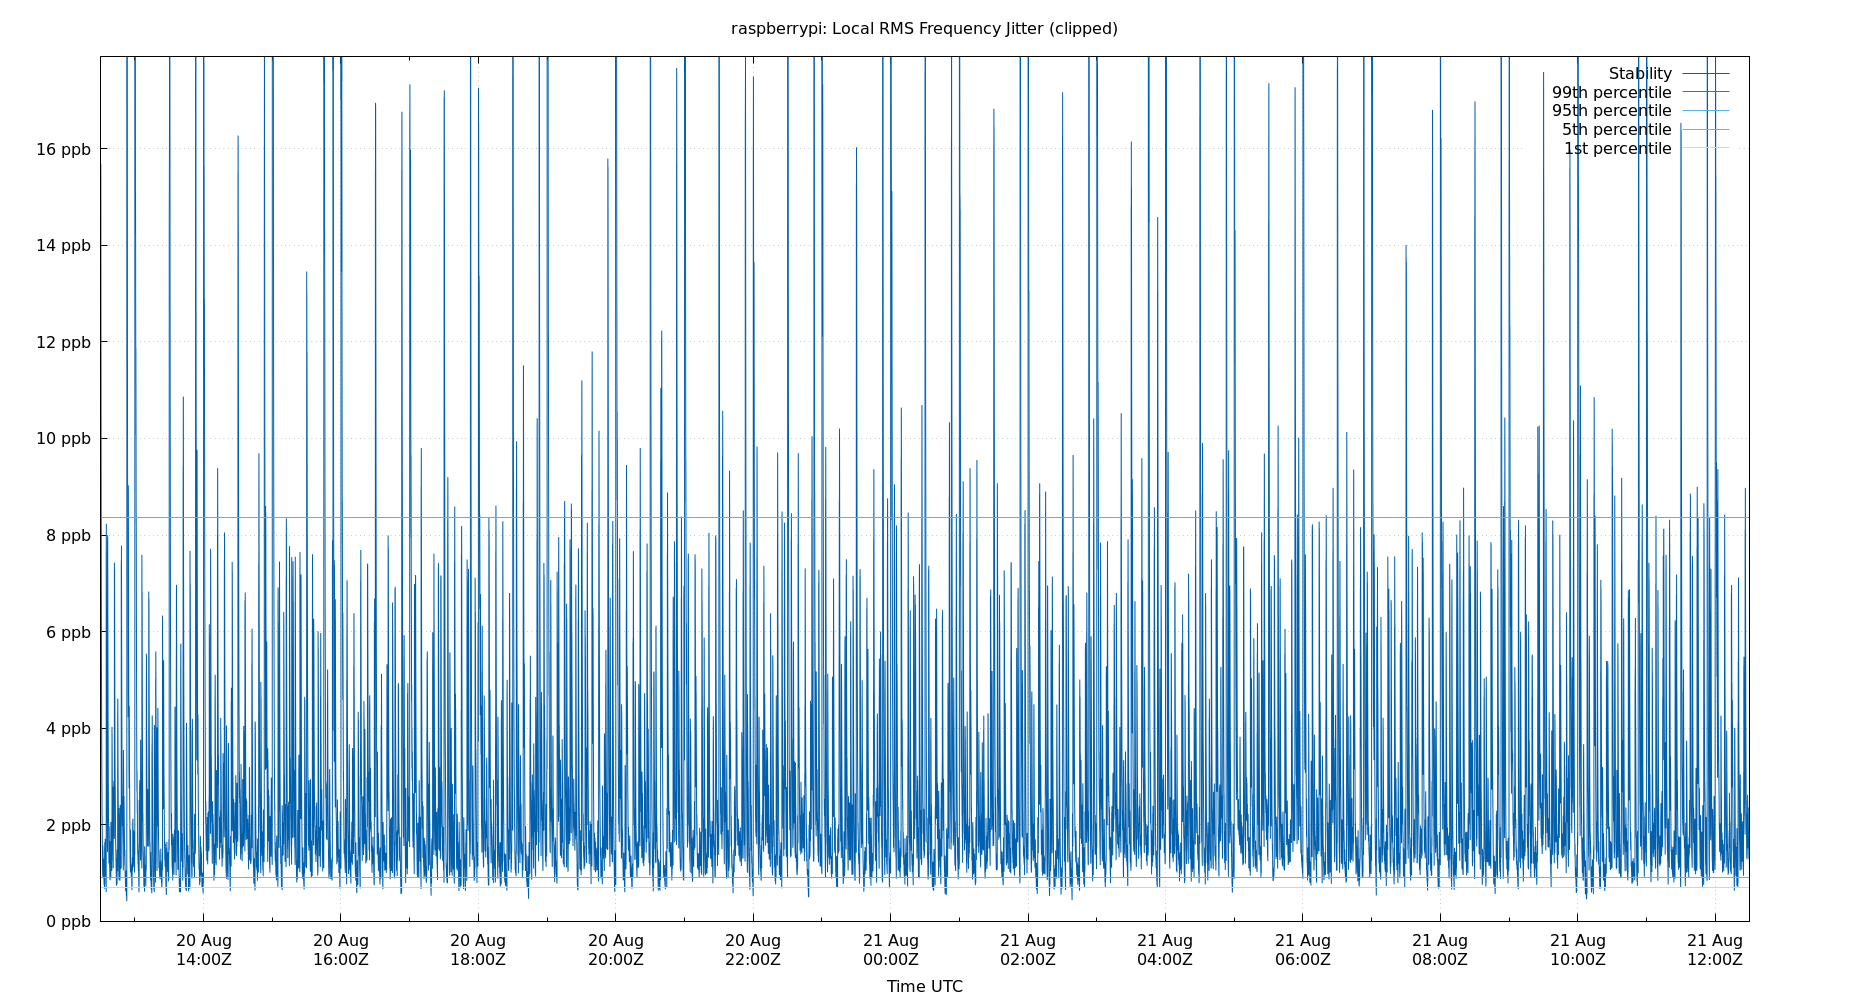 raspberrypi: Local RMS Frequency Jitter (clipped)
Stability
99th percentile
95th percentile
5th percentile
1st percentile
16 ppb
14 ppb
12 ppb
10 ppb
8 ppb
6 ppb
4 ppb
2 ppb
0 ppb
20 Aug 20 Aug 20 Aug 20 Aug 20 Aug 21 Aug 21 Aug 21 Aug 21 Aug 21 Aug 21 Aug 21 Aug
14:00Z 16:00Z 18:00Z 20:00Z 22:00Z 00:00Z 02:00Z 04:00Z 06:00Z 08:00Z 10:00Z 12:00Z
Time UTC